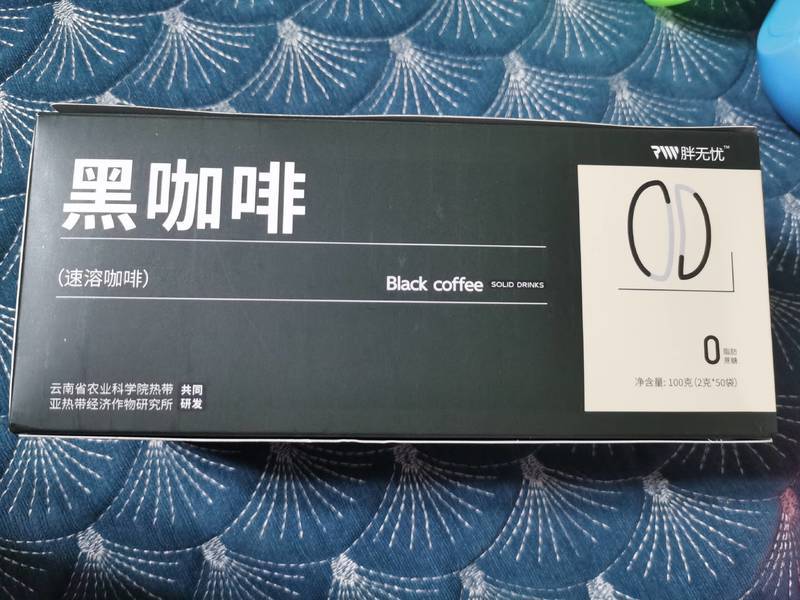 黑咖啡
PW胖无忧™
(速溶咖啡)
Black coffee SOLID DRINKS
0 脂肪
蔗糖
净含量: 100克(2克*50袋)
云南省农业科学院热带
亚热带经济作物研究所
共同
研发